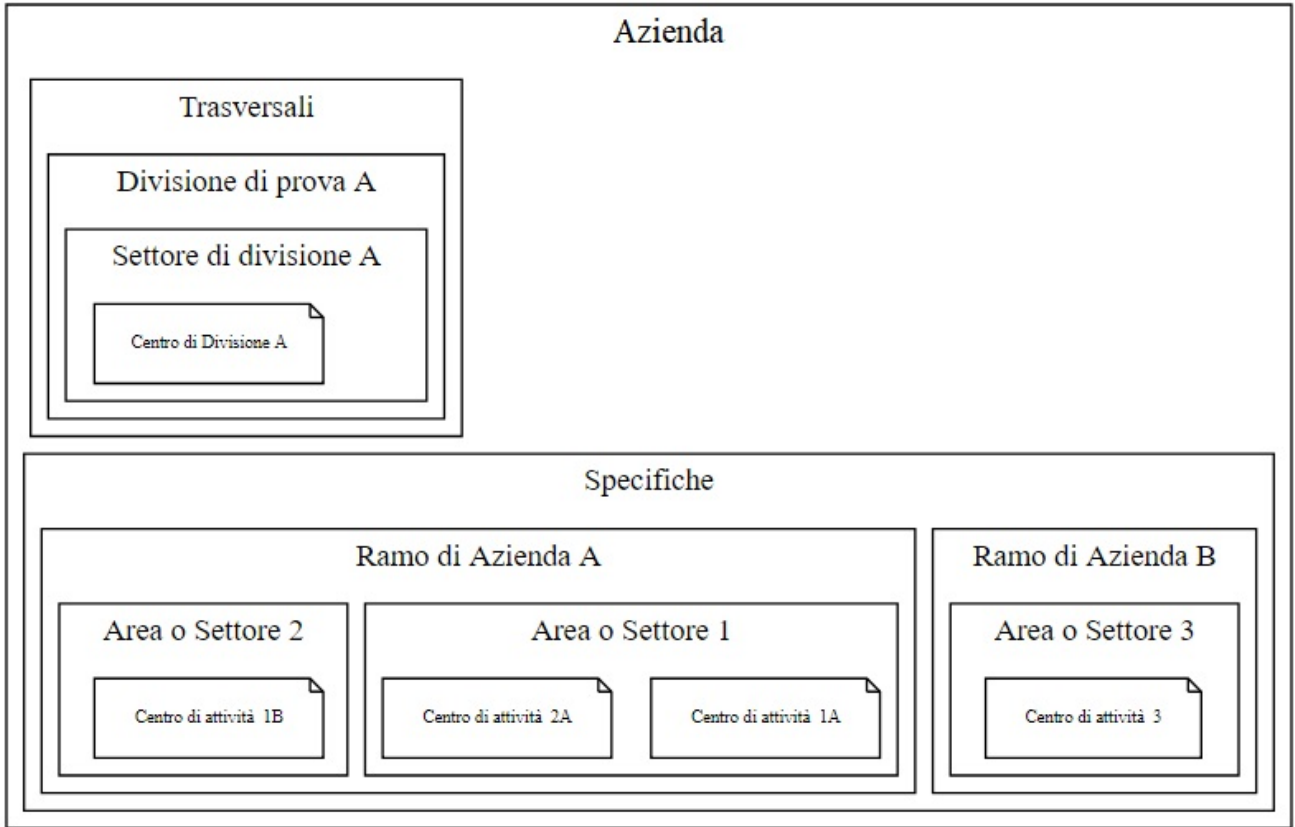 Azienda
Trasversali
Divisione di prova A
Settore di divisione A
Centro di Divisione A
Specifiche
Ramo di Azienda A
Ramo di Azienda B
Area o Settore 2
Area o Settore 1
Area o Settore 3
Centro di attività 1B
Centro di attività 2A
Centro di attività 1A
Centro di attività 3